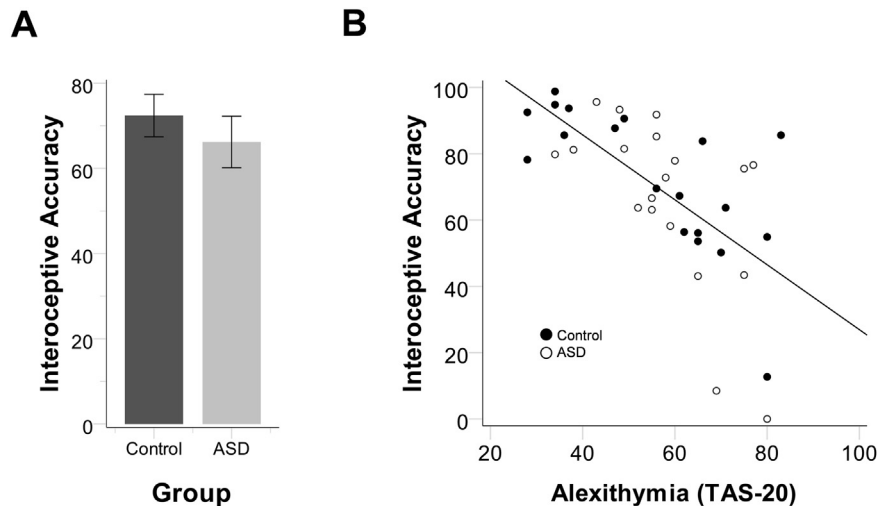 A
Interoceptive Accuracy
80
60
40
20
0
Control
ASD
Group
B
Interoceptive Accuracy
100
80
60
40
20
0
Control
ASD
20
40
60
80
100
Alexithymia (TAS-20)